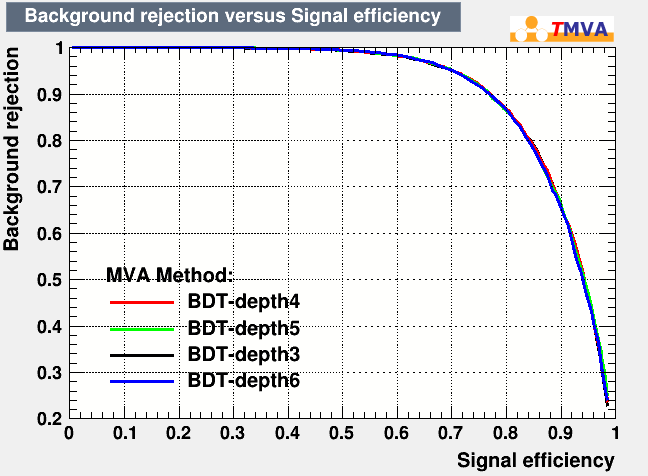 Background rejection versus Signal efficiency
TMVA
Background rejection
1
0.9
0.8
0.7
0.6
0.5
0.4
0.3
0.2
MVA Method:
BDT-depth4
BDT-depth5
BDT-depth3
BDT-depth6
0 0.1 0.2 0.3 0.4 0.5 0.6 0.7 0.8 0.9 1
Signal efficiency